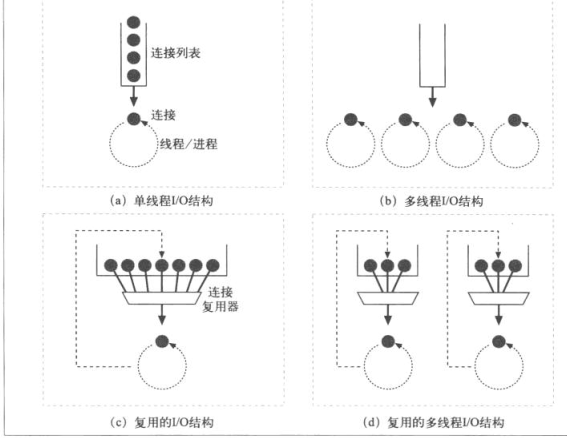 连接列表
连接
线程/进程
(a) 单线程I/O结构
(b) 多线程I/O结构
连接
复用器
(c) 复用的I/O结构
(d) 复用的多线程I/O结构